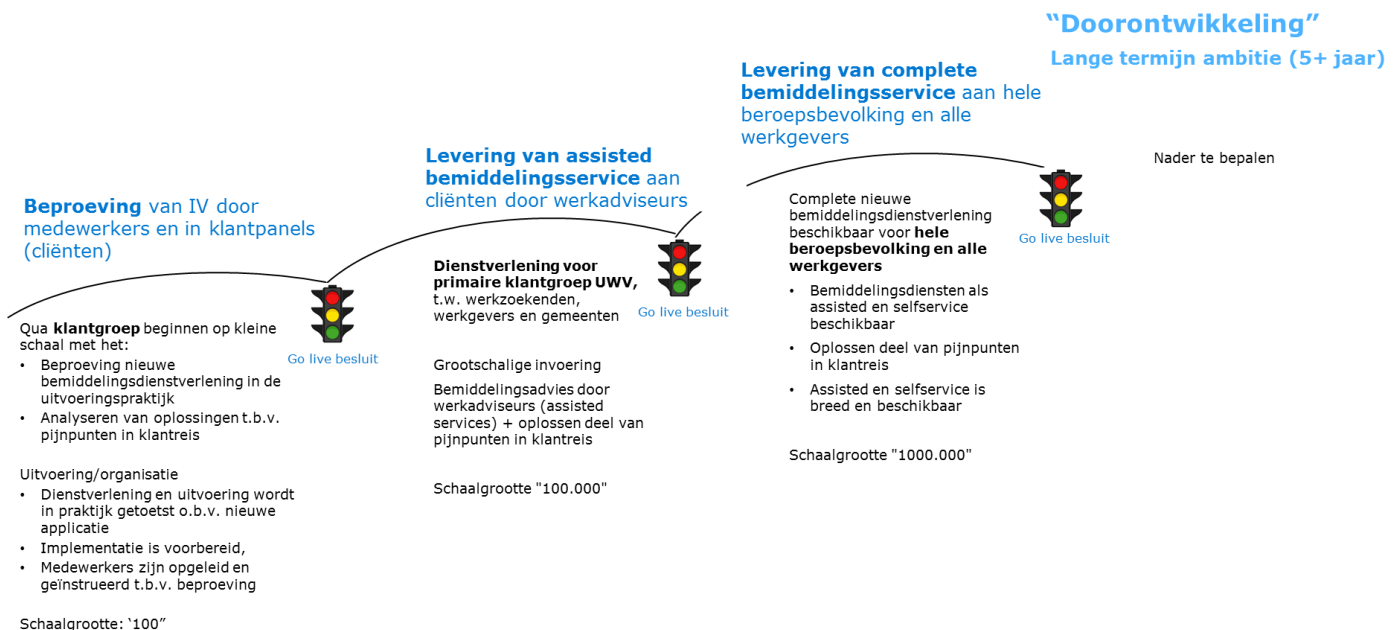 “Doorontwikkeling”
Lange termijn ambitie (5+ jaar)
Nader te bepalen
Beproeving van IV door
medewerkers en in klantpanels
(cliënten)
Go live besluit
Qua klantgroep beginnen op kleine
schaal met het:
• Beproeving nieuwe
bemiddelingsdienstverlening in de
uitvoeringspraktijk
• Analyseren van oplossingen t.b.v.
pijnpunten in klantreis
Uitvoering/organisatie
• Dienstverlening en uitvoering wordt
in praktijk getoetst o.b.v. nieuwe
applicatie
• Implementatie is voorbereid,
• Medewerkers zijn opgeleid en
geïnstrueerd t.b.v. beproeving
Schaalgrootte: ‘100”
Levering van assisted
bemiddelingsservice aan
cliënten door werkadviseurs
Go live besluit
Dienstverlening voor
primaire klantgroep UWV,
t.w. werkzoekenden,
werkgevers en gemeenten
Grootschalige invoering
Bemiddelingsadvies door
werkadviseurs (assisted
services) + oplossen deel van
pijnpunten in klantreis
Schaalgrootte "100.000"
Levering van complete
bemiddelingsservice aan hele
beroepsbevolking en alle
werkgevers
Go live besluit
Complete nieuwe
bemiddelingsdienstverlening
beschikbaar voor hele
beroepsbevolking en alle
werkgevers
• Bemiddelingsdiensten als
assisted en selfservice
beschikbaar
• Oplossen deel van pijnpunten
in klantreis
• Assisted en selfservice is
breed en beschikbaar
Schaalgrootte "1000.000"